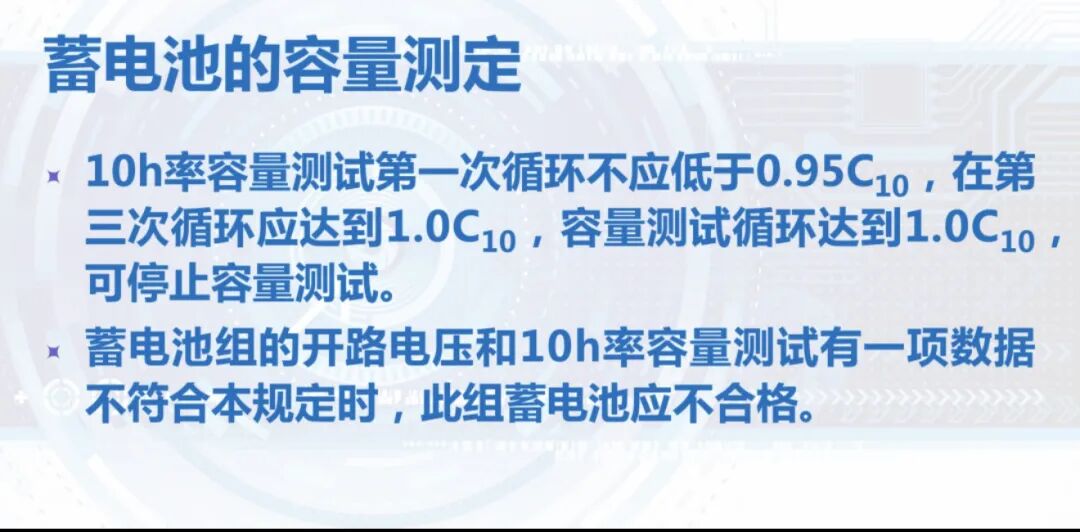 蓄电池的容量测定
10h率容量测试第一次循环不应低于0.95C10，在第
三次循环应达到1.0C10，容量测试循环达到1.0C10，
可停止容量测试。
蓄电池组的开路电压和10h率容量测试有一项数据
不符合本规定时，此组蓄电池应不合格。